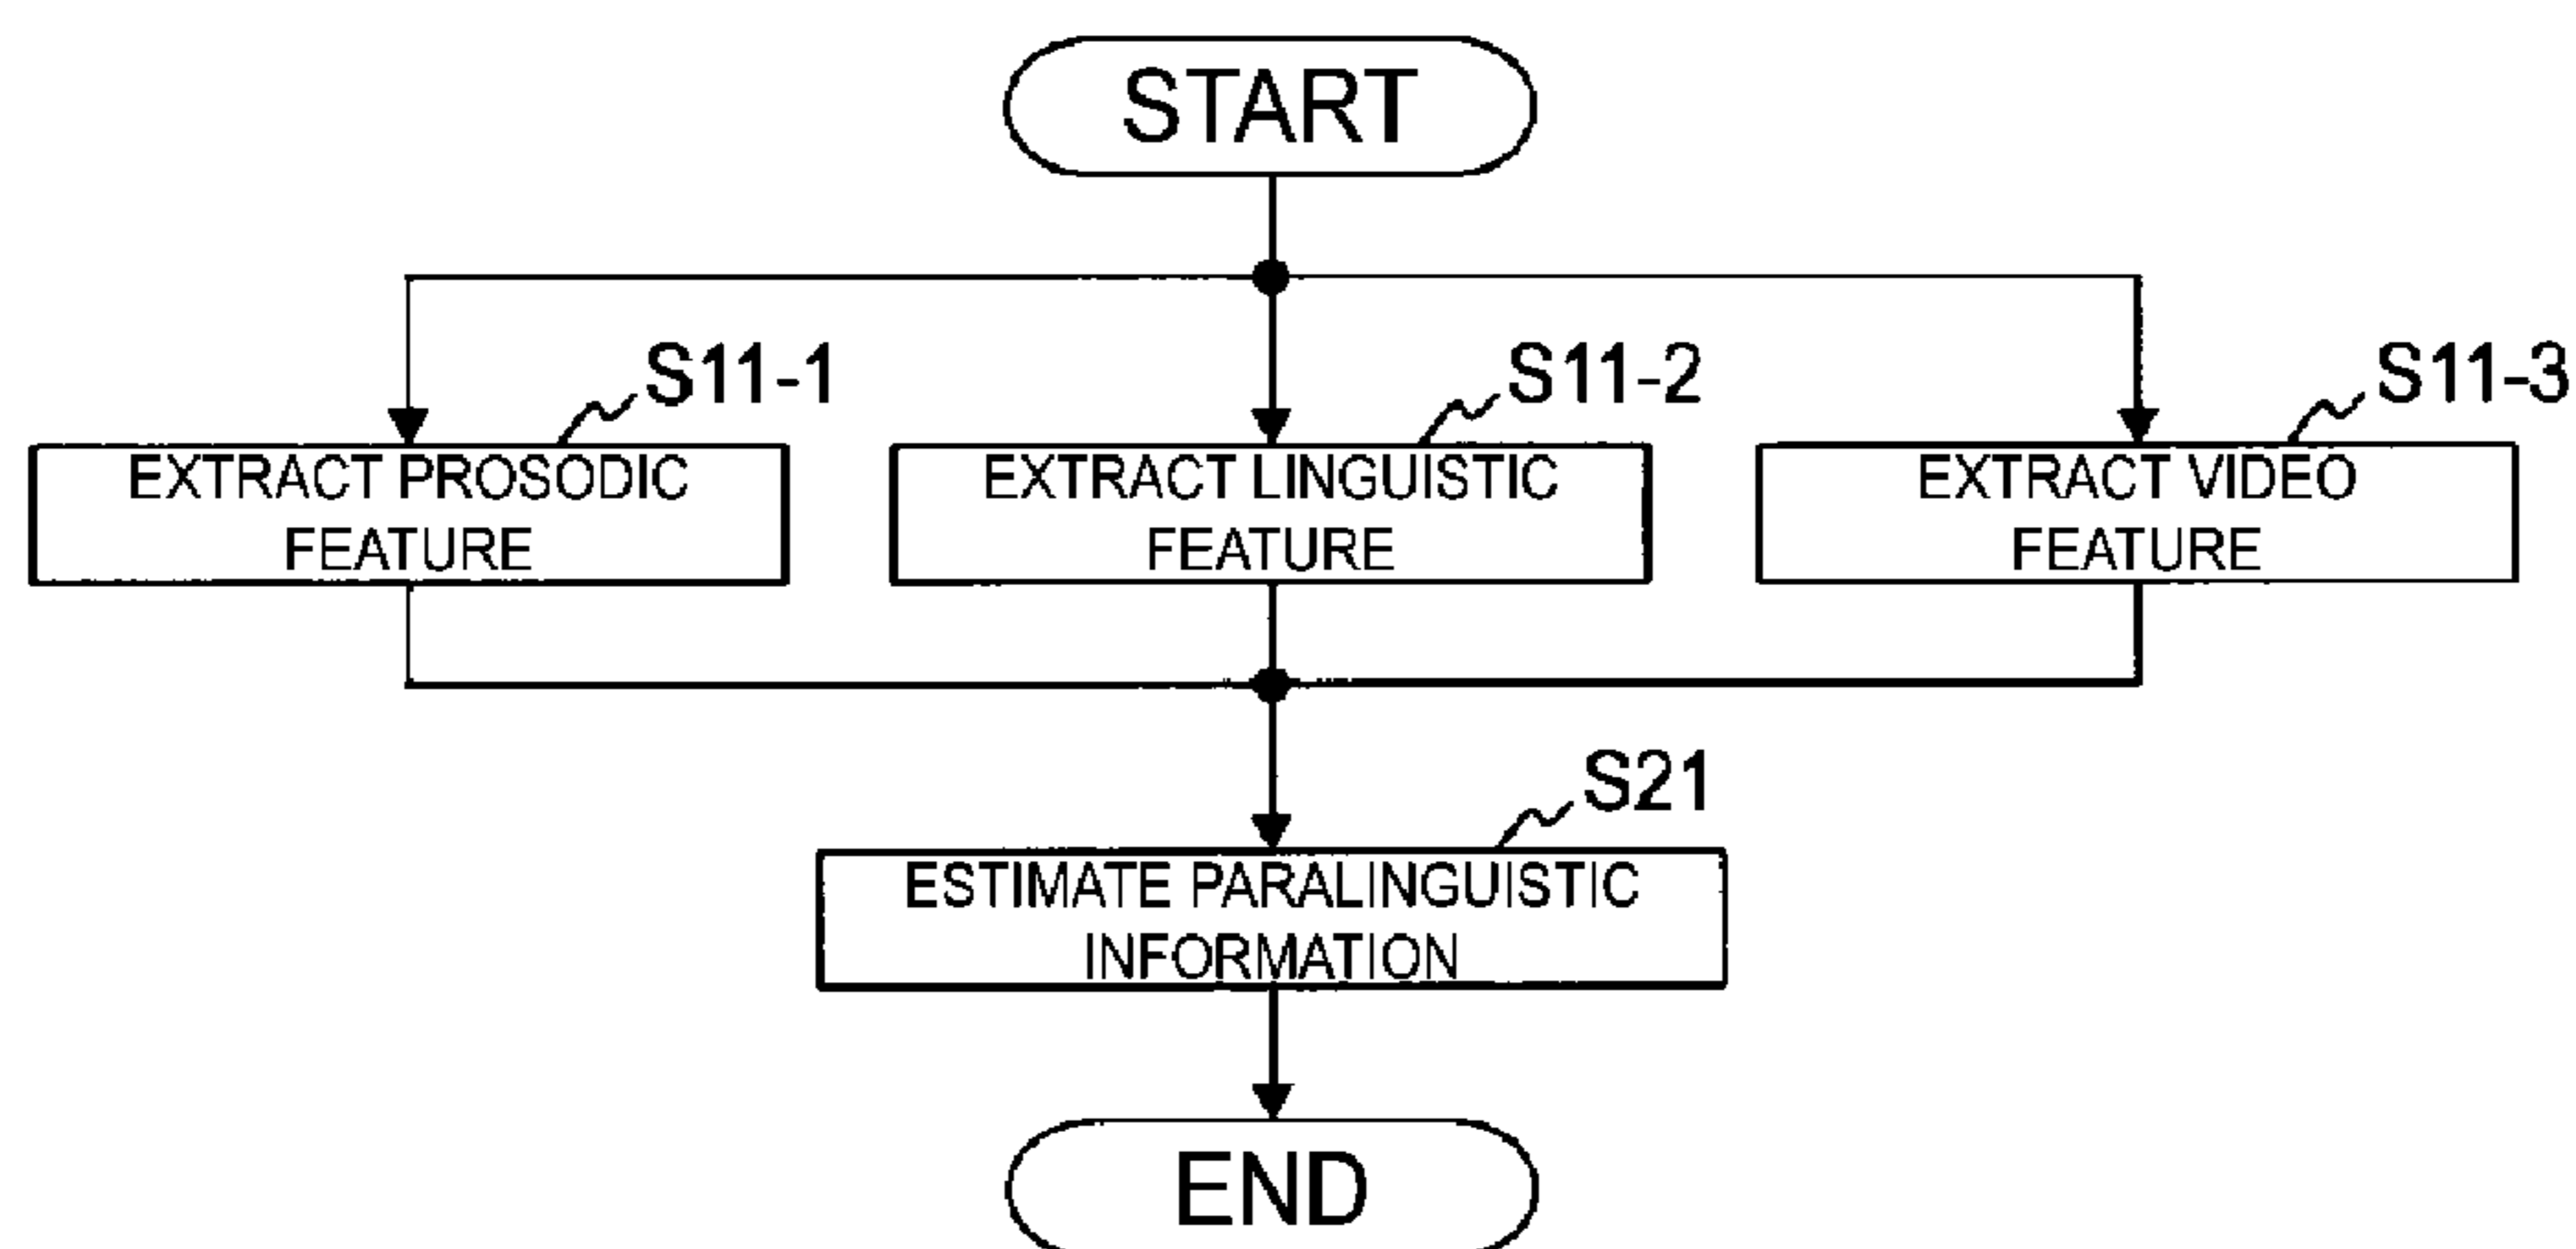 START
S11-1
S11-2
S11-3
EXTRACT PROSODIC
FEATURE
EXTRACT LINGUISTIC
FEATURE
EXTRACT VIDEO
FEATURE
S21
ESTIMATE PARALINGUISTIC
INFORMATION
END